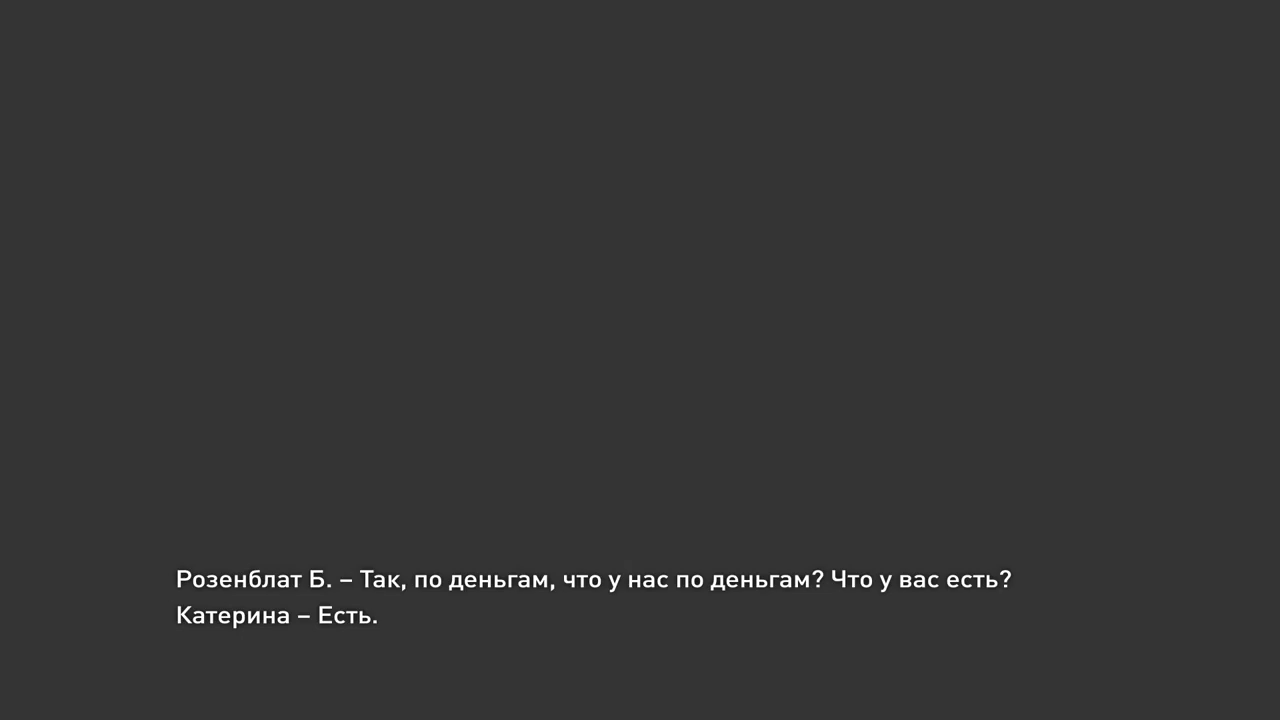 Розенблат Б. – Так, по деньгам, что у нас по деньгам? Что у вас есть?
Катерина – Есть.